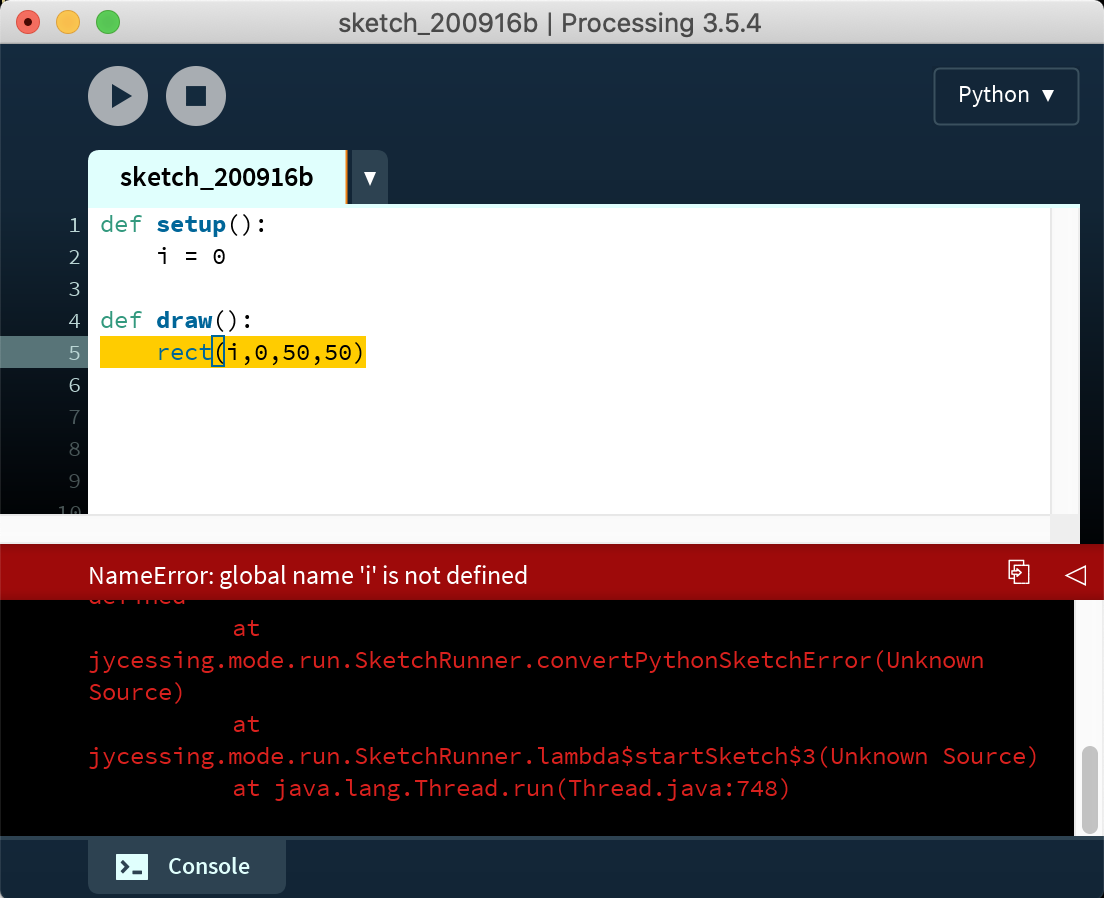 sketch_200916b | Processing 3.5.4
Python ▼
sketch_200916b ▼
1 def setup():
2     i = 0
3
4 def draw():
5     rect(i,0,50,50)
6
7
8
9
10
NameError: global name 'i' is not defined
defined
at
jycessing.mode.run.SketchRunner.convertPythonSketchError(Unknown
Source)
at
jycessing.mode.run.SketchRunner.lambda$startSketch$3(Unknown Source)
at java.lang.Thread.run(Thread.java:748)
Console